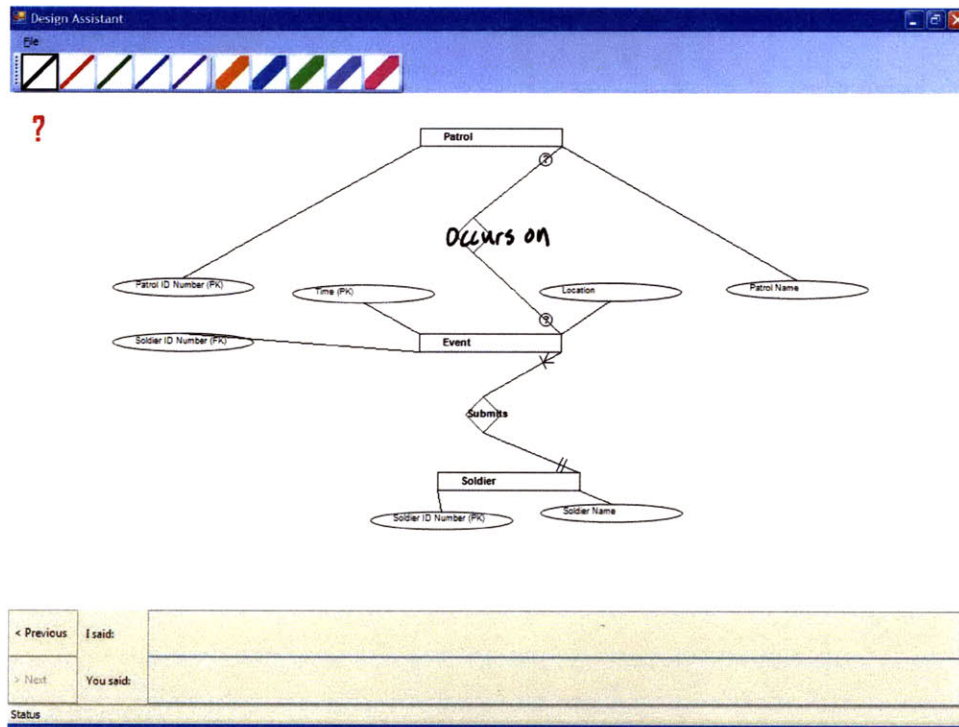 Design Assistant
File
?
Patrol
?
Occurs on
Patrol ID Number (PK)
Time (PK)
Location
Patrol Name
?
Soldier ID Number (PK)
Event
Submits
Soldier
Soldier ID Number (PK)
Soldier Name
< Previous
I said:
> Next
You said:
Status